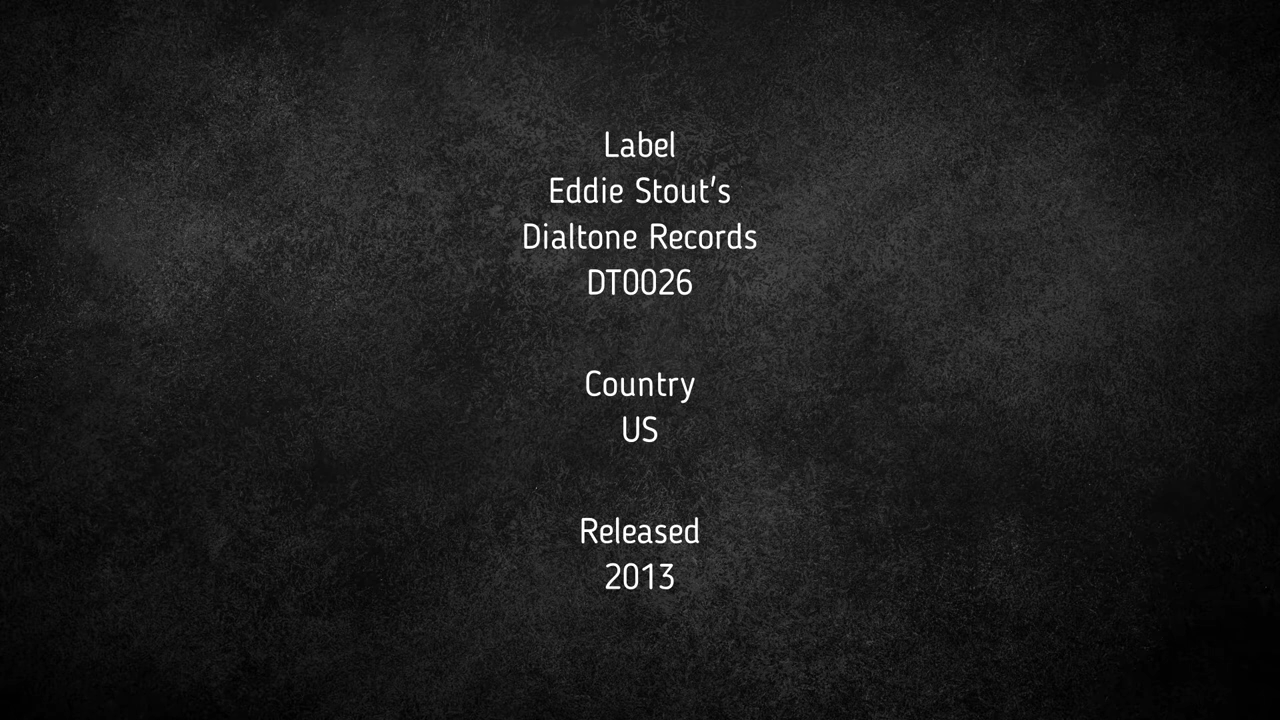 Label
Eddie Stout's
Dialtone Records
DT0026
Country
US
Released
2013